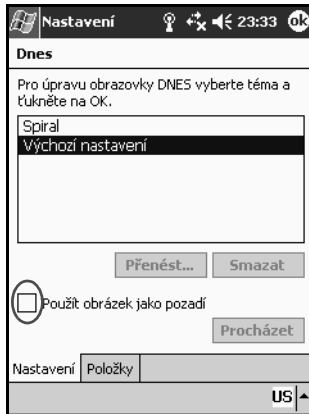 Nastavení 23:33 ok
Dnes
Pro úpravu obrazovky DNES vyberte téma a
ťukněte na OK.
Spiral
Výchozí nastavení
Přenést... Smazat
Použít obrázek jako pozadí
Procházet
Nastavení Položky
US